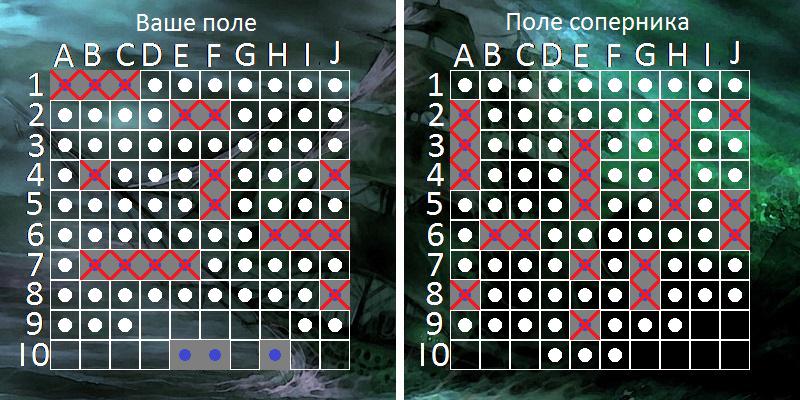 Ваше поле
Поле соперника
A B C D E F G H I J
A B C D E F G H I J
1 1
2 2
3 3
4 4
5 5
6 6
7 7
8 8
9 9
10 10